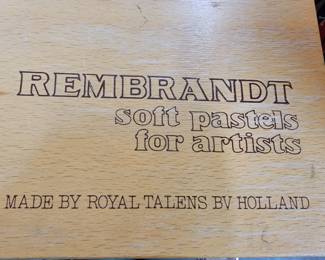 REMBRANDT
soft pastels
for artists
MADE BY ROYAL TALENS BV HOLLAND